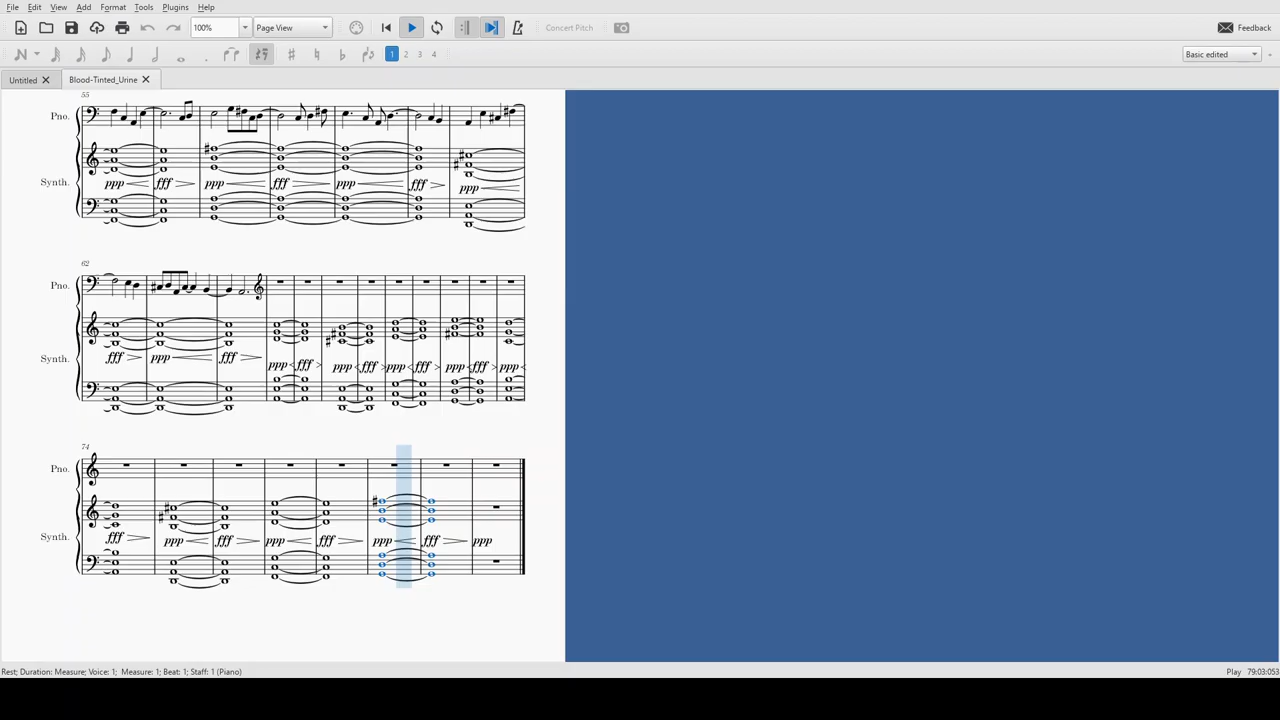 File Edit View Add Format Tools Plugins Help
100% Page View Concert Pitch Feedback
1 2 3 4 Basic edited
Untitled Blood-Tinted_Urine
55
Pno.
Synth.
ppp fff ppp fff ppp fff ppp
62
Pno.
Synth.
fff ppp fff ppp fff ppp fff ppp fff ppp fff ppp
74
Pno.
Synth.
fff ppp fff ppp fff ppp fff ppp
Rest; Duration: Measure; Voice: 1; Measure: 1; Beat: 1; Staff: 1 (Piano) Play 79:03:053